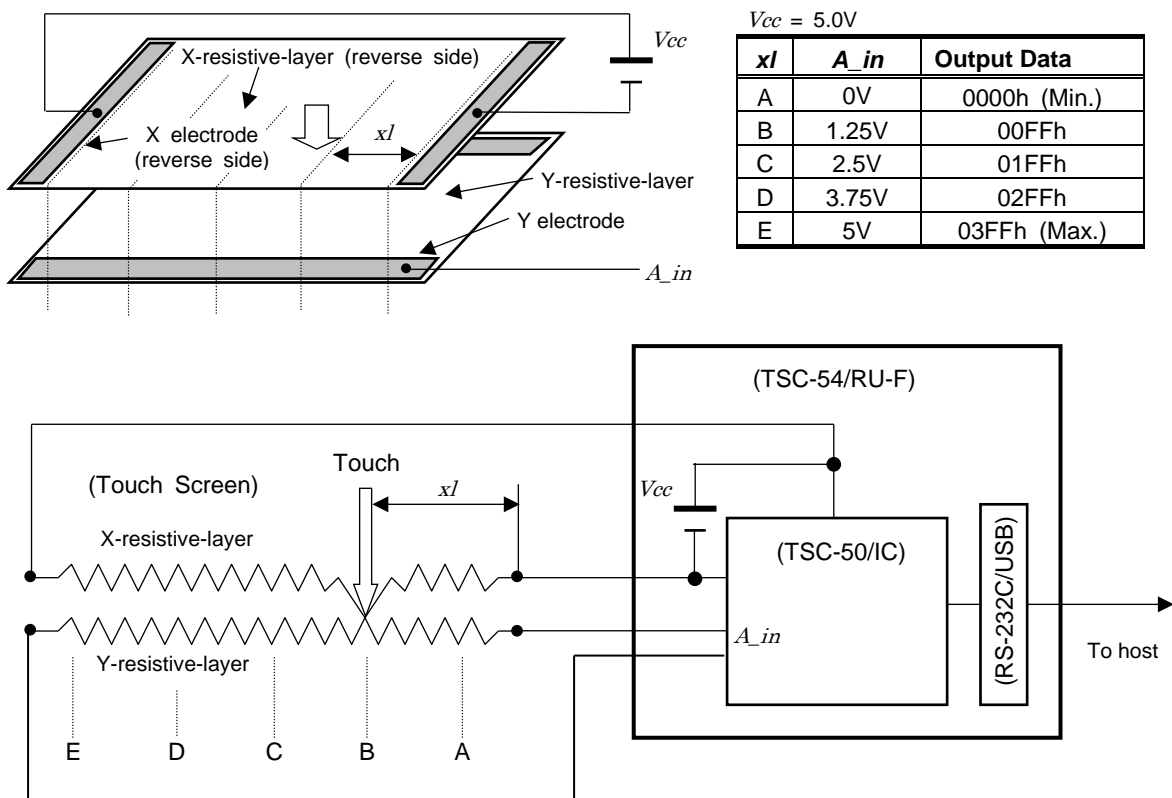 Vcc
X-resistive-layer (reverse side)
X electrode
(reverse side)
xl
Y-resistive-layer
Y electrode
A_in
Vcc = 5.0V
xl A_in Output Data
A 0V 0000h (Min.)
B 1.25V 00FFh
C 2.5V 01FFh
D 3.75V 02FFh
E 5V 03FFh (Max.)
(TSC-54/RU-F)
Touch
(Touch Screen)
xl
Vcc
X-resistive-layer
(TSC-50/IC)
(RS-232C/USB)
A_in
Y-resistive-layer
To host
E D C B A